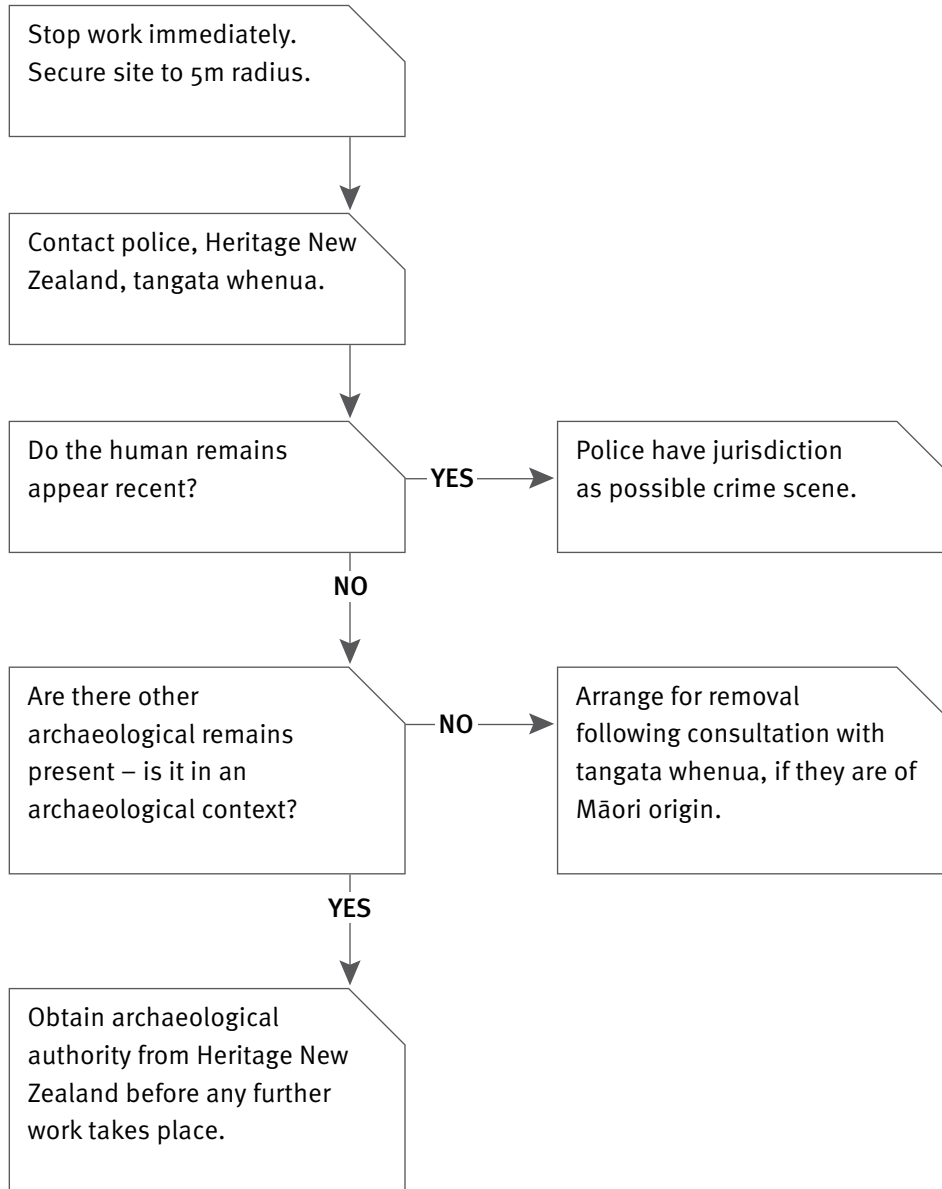 Stop work immediately.
Secure site to 5m radius.
Contact police, Heritage New
Zealand, tangata whenua.
Do the human remains
appear recent?
YES
Police have jurisdiction
as possible crime scene.
NO
Are there other
archaeological remains
present – is it in an
archaeological context?
NO
Arrange for removal
following consultation with
tangata whenua, if they are of
Māori origin.
YES
Obtain archaeological
authority from Heritage New
Zealand before any further
work takes place.